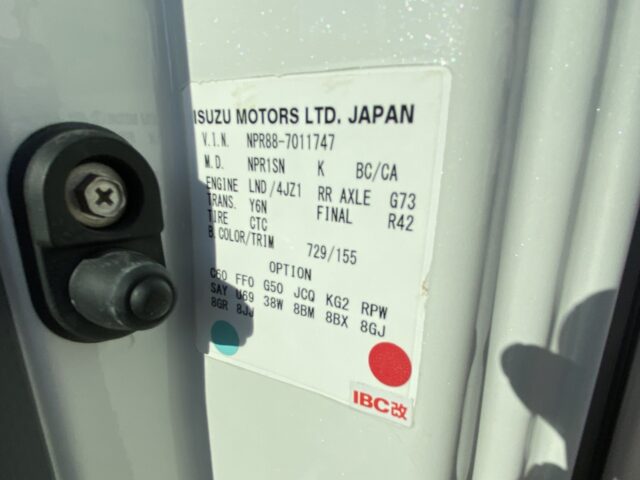 ISUZU MOTORS LTD. JAPAN
V.I.N. NPR88-7011747
M.D. NPR1SN K BC/CA
ENGINE LND/4JZ1 RR AXLE G73
TRANS. Y6N FINAL R42
TIRE CTC
B.COLOR/TRIM 729/155
OPTION
C60 FFO G50 JCQ KG2 RPW
SAY U69 38W 8BM 8BX 8GJ
8GR 8JJ
IBC改